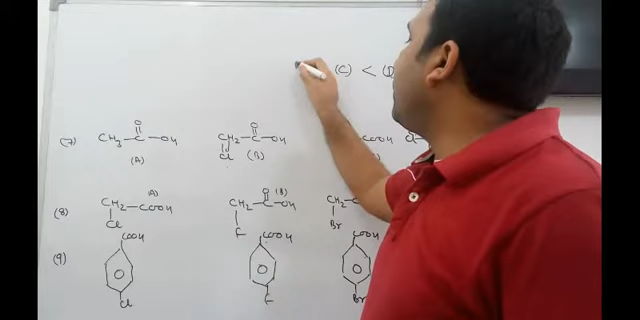 (C) < (D
(7) CH₃-C-OH CH₂-C-OH COOH Cl-
O O
Cl
(A) (B)
(8) CH₂-COOH CH₂-C-OH CH₂-
(A) O (B)
Cl F Br
(9) COOH COOH COOH
Cl F Br